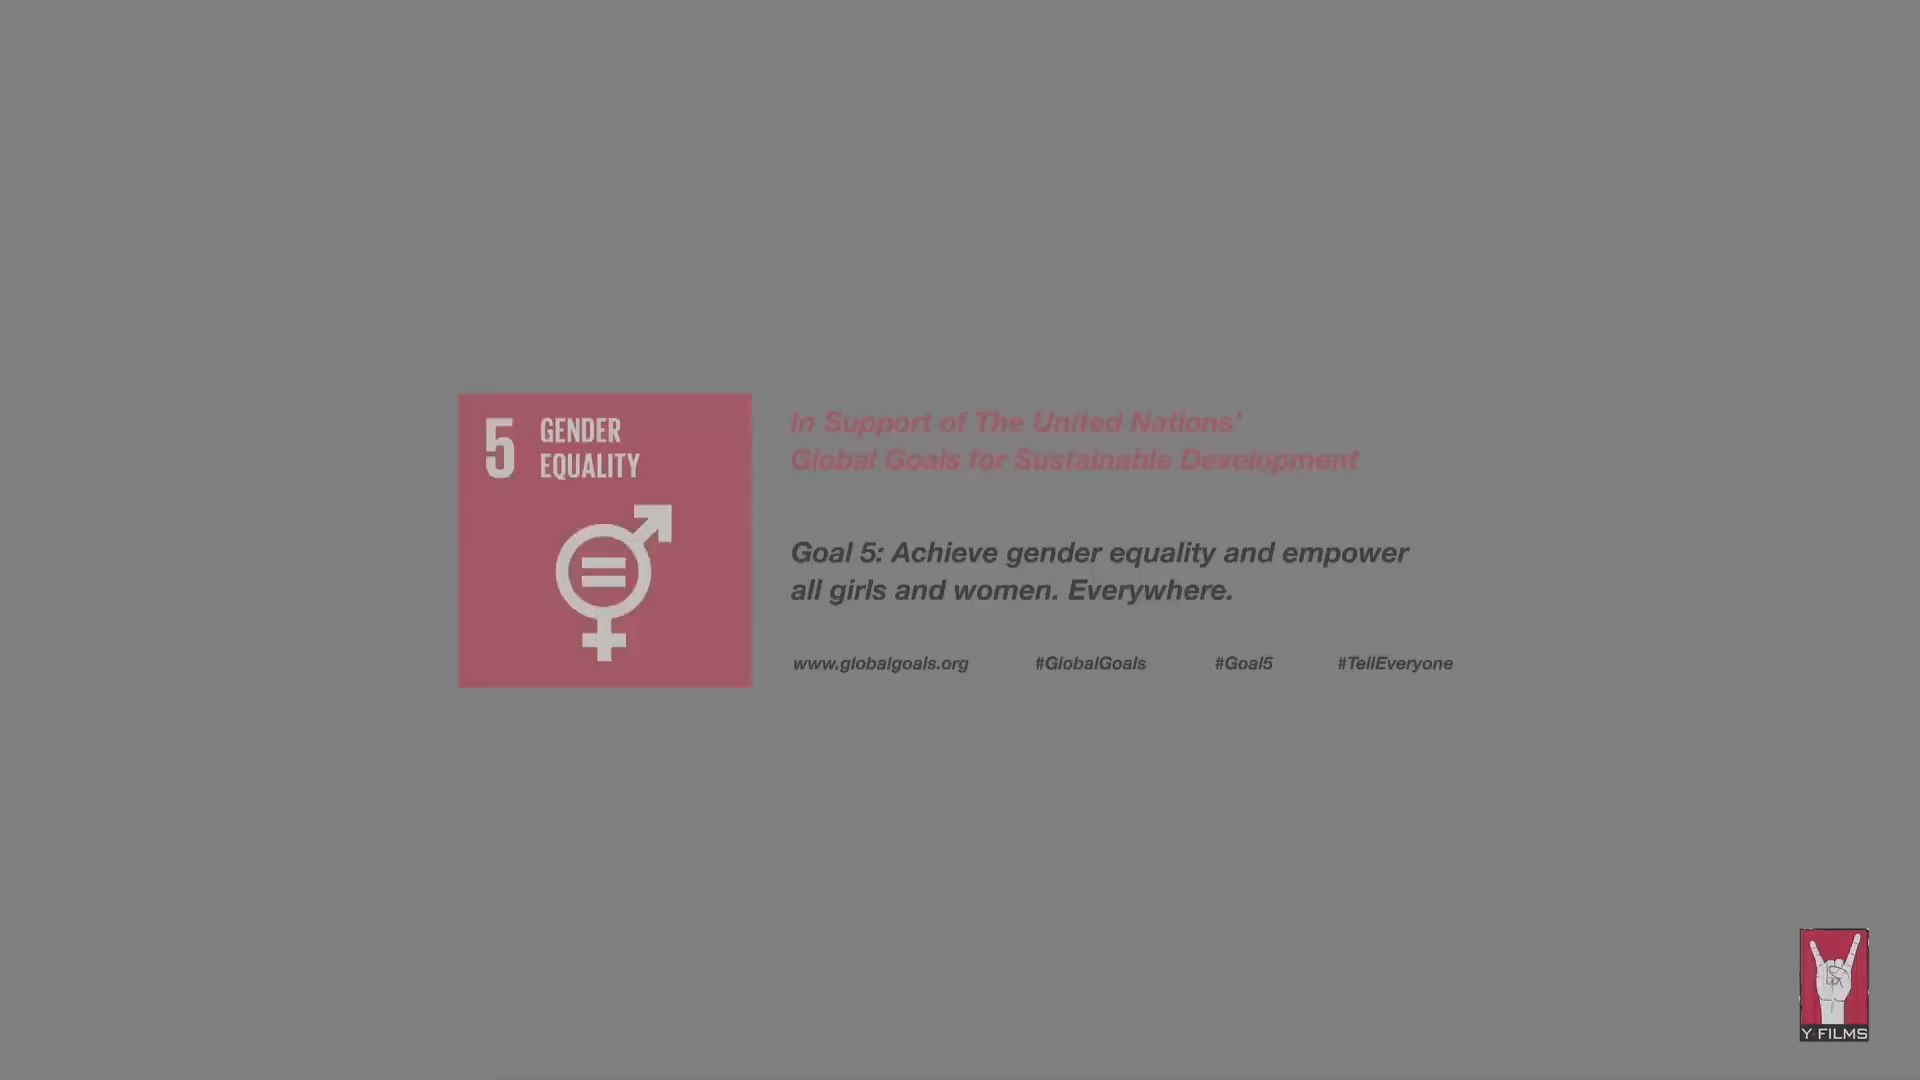 5 GENDER
EQUALITY
In Support of The United Nations'
Global Goals for Sustainable Development
Goal 5: Achieve gender equality and empower
all girls and women. Everywhere.
www.globalgoals.org #GlobalGoals #Goal5 #TellEveryone
Y-FILMS